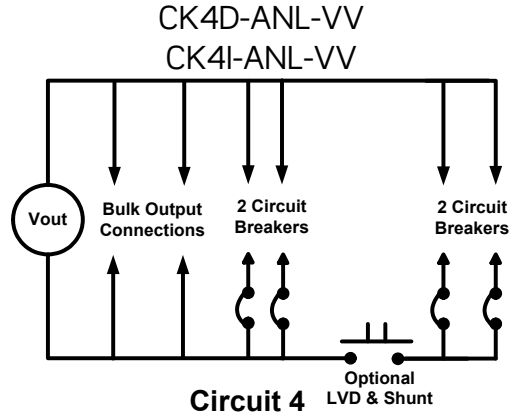 CK4D-ANL-VV
CK4I-ANL-VV
Vout
Bulk Output
Connections
2 Circuit
Breakers
2 Circuit
Breakers
Optional
LVD & Shunt
Circuit 4